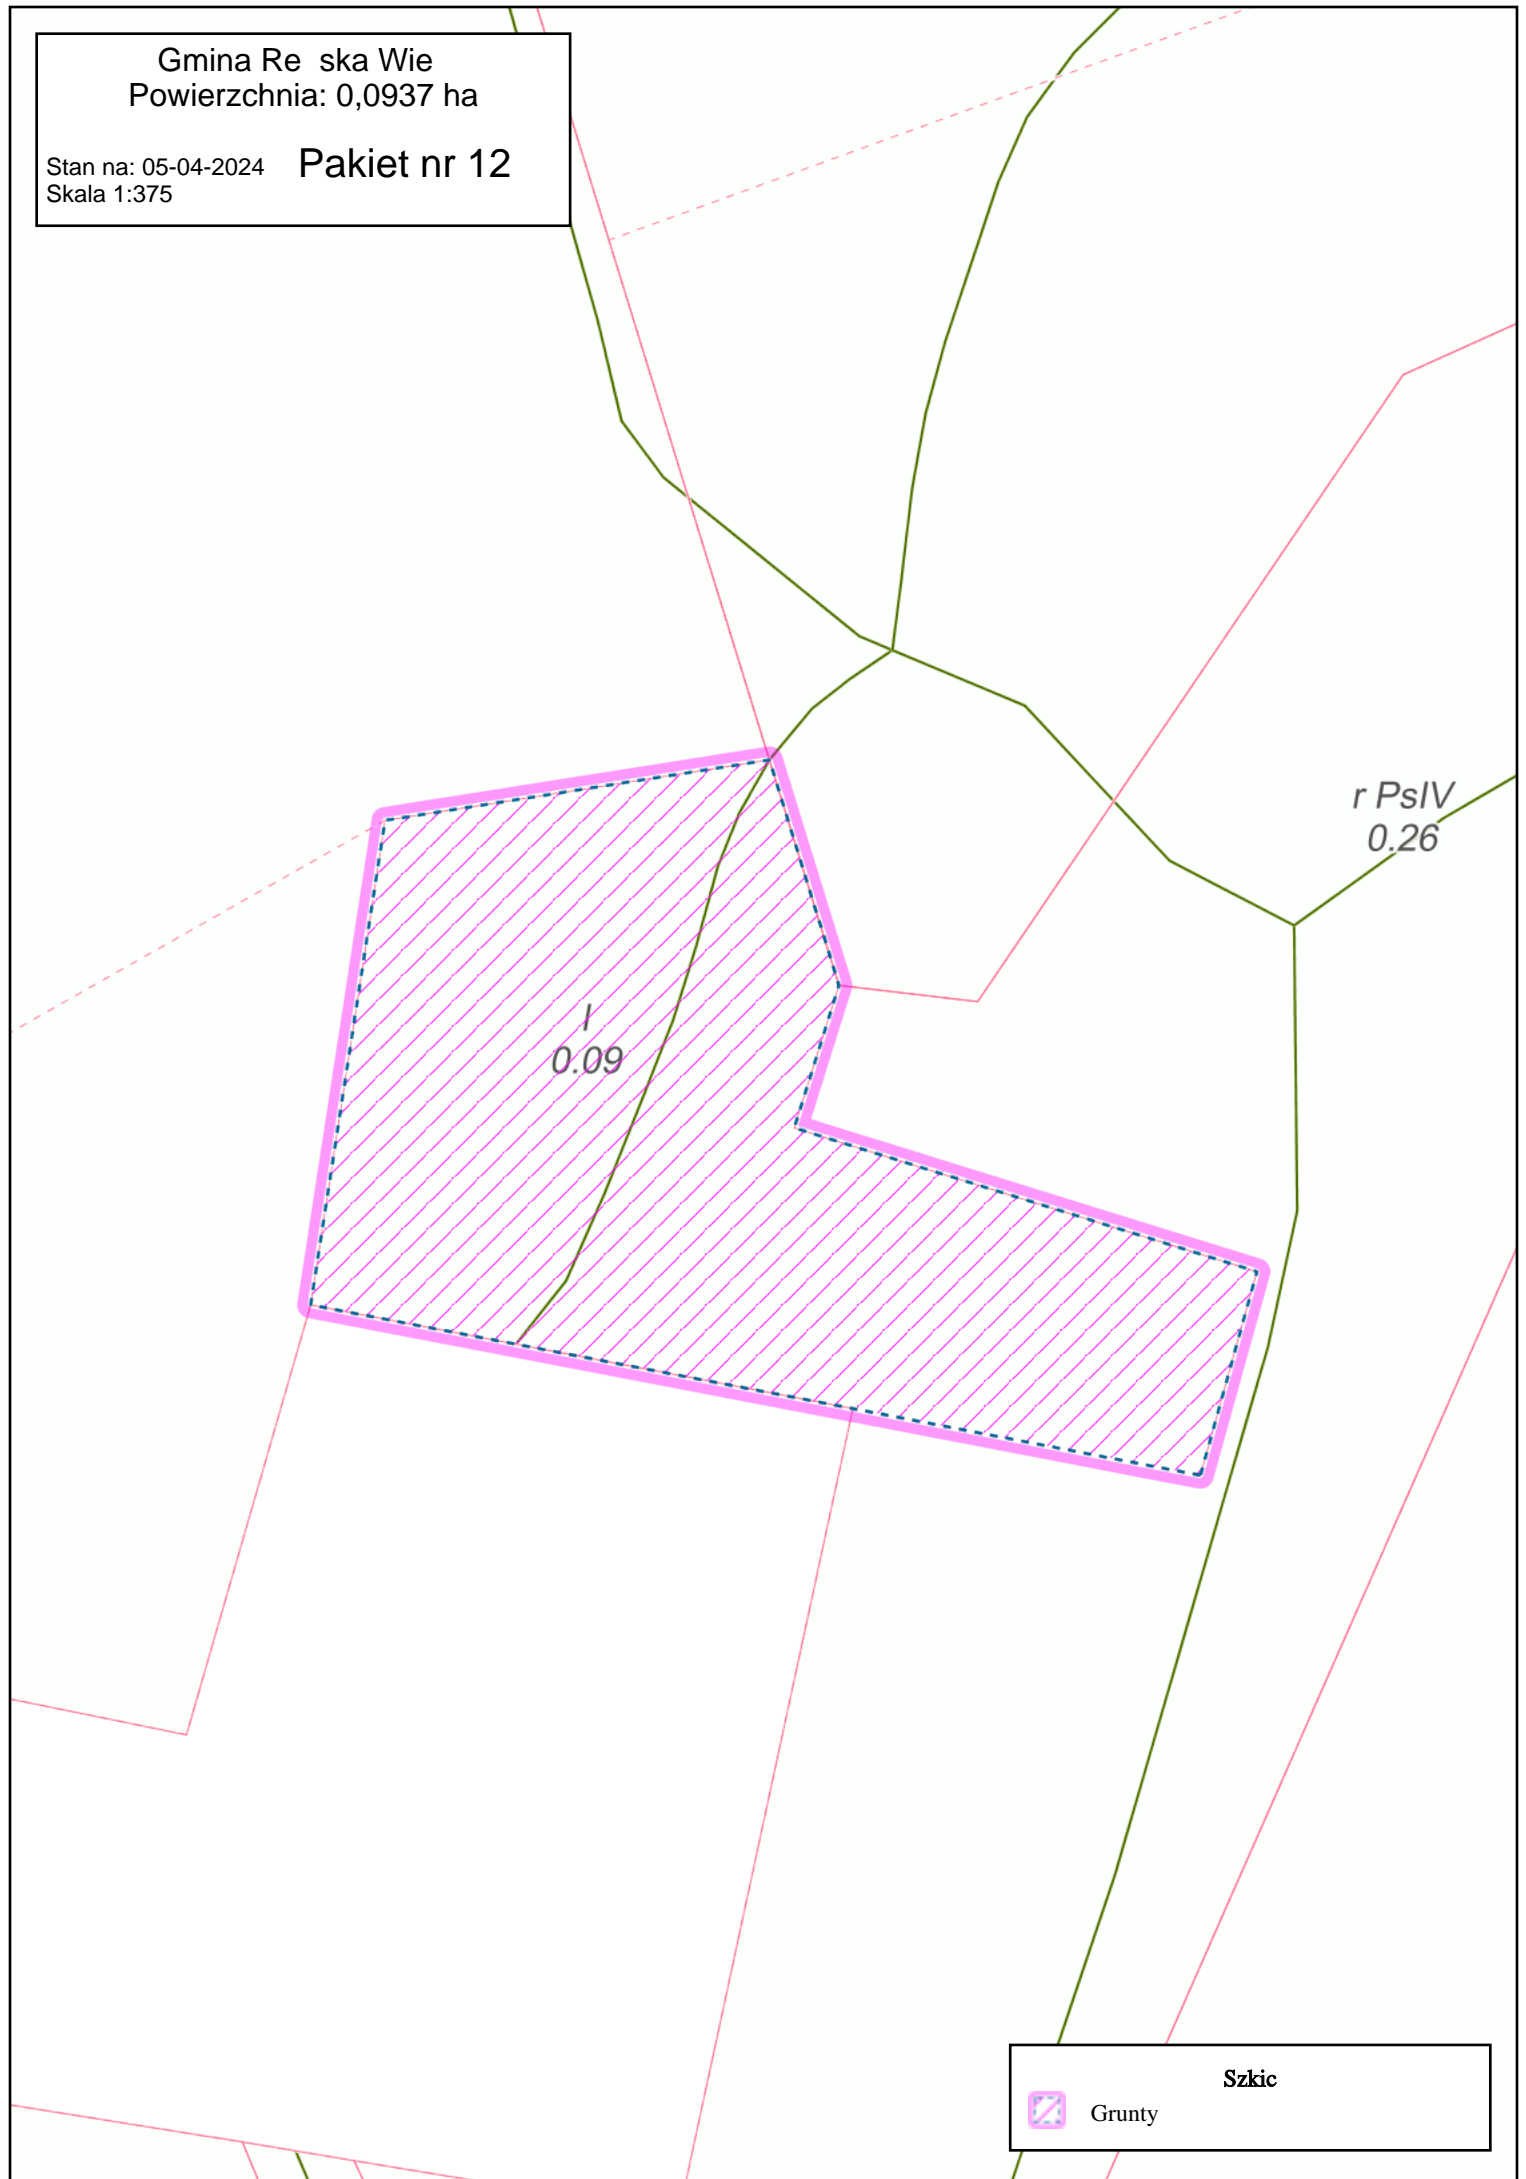 Gmina Re ska Wie
Powierzchnia: 0,0937 ha
Stan na: 05-04-2024 Pakiet nr 12
Skala 1:375
r PsIV
0.26
l
0.09
Szkic
Grunty